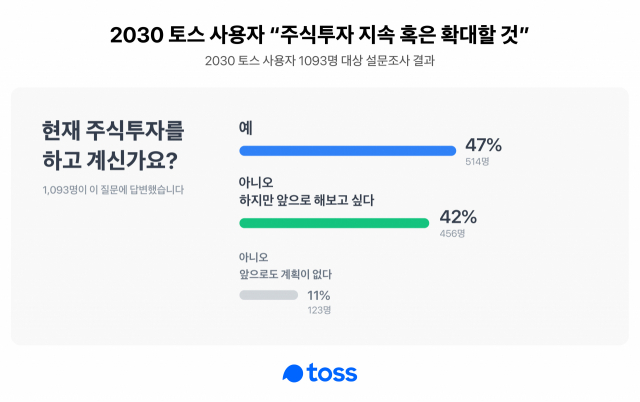 2030 토스 사용자 “주식투자 지속 혹은 확대할 것”
2030 토스 사용자 1093명 대상 설문조사 결과
현재 주식투자를
하고 계신가요?
1,093명이 이 질문에 답변했습니다
예
47%
514명
아니오
하지만 앞으로 해보고 싶다
42%
456명
아니오
앞으로도 계획이 없다
11%
123명
toss